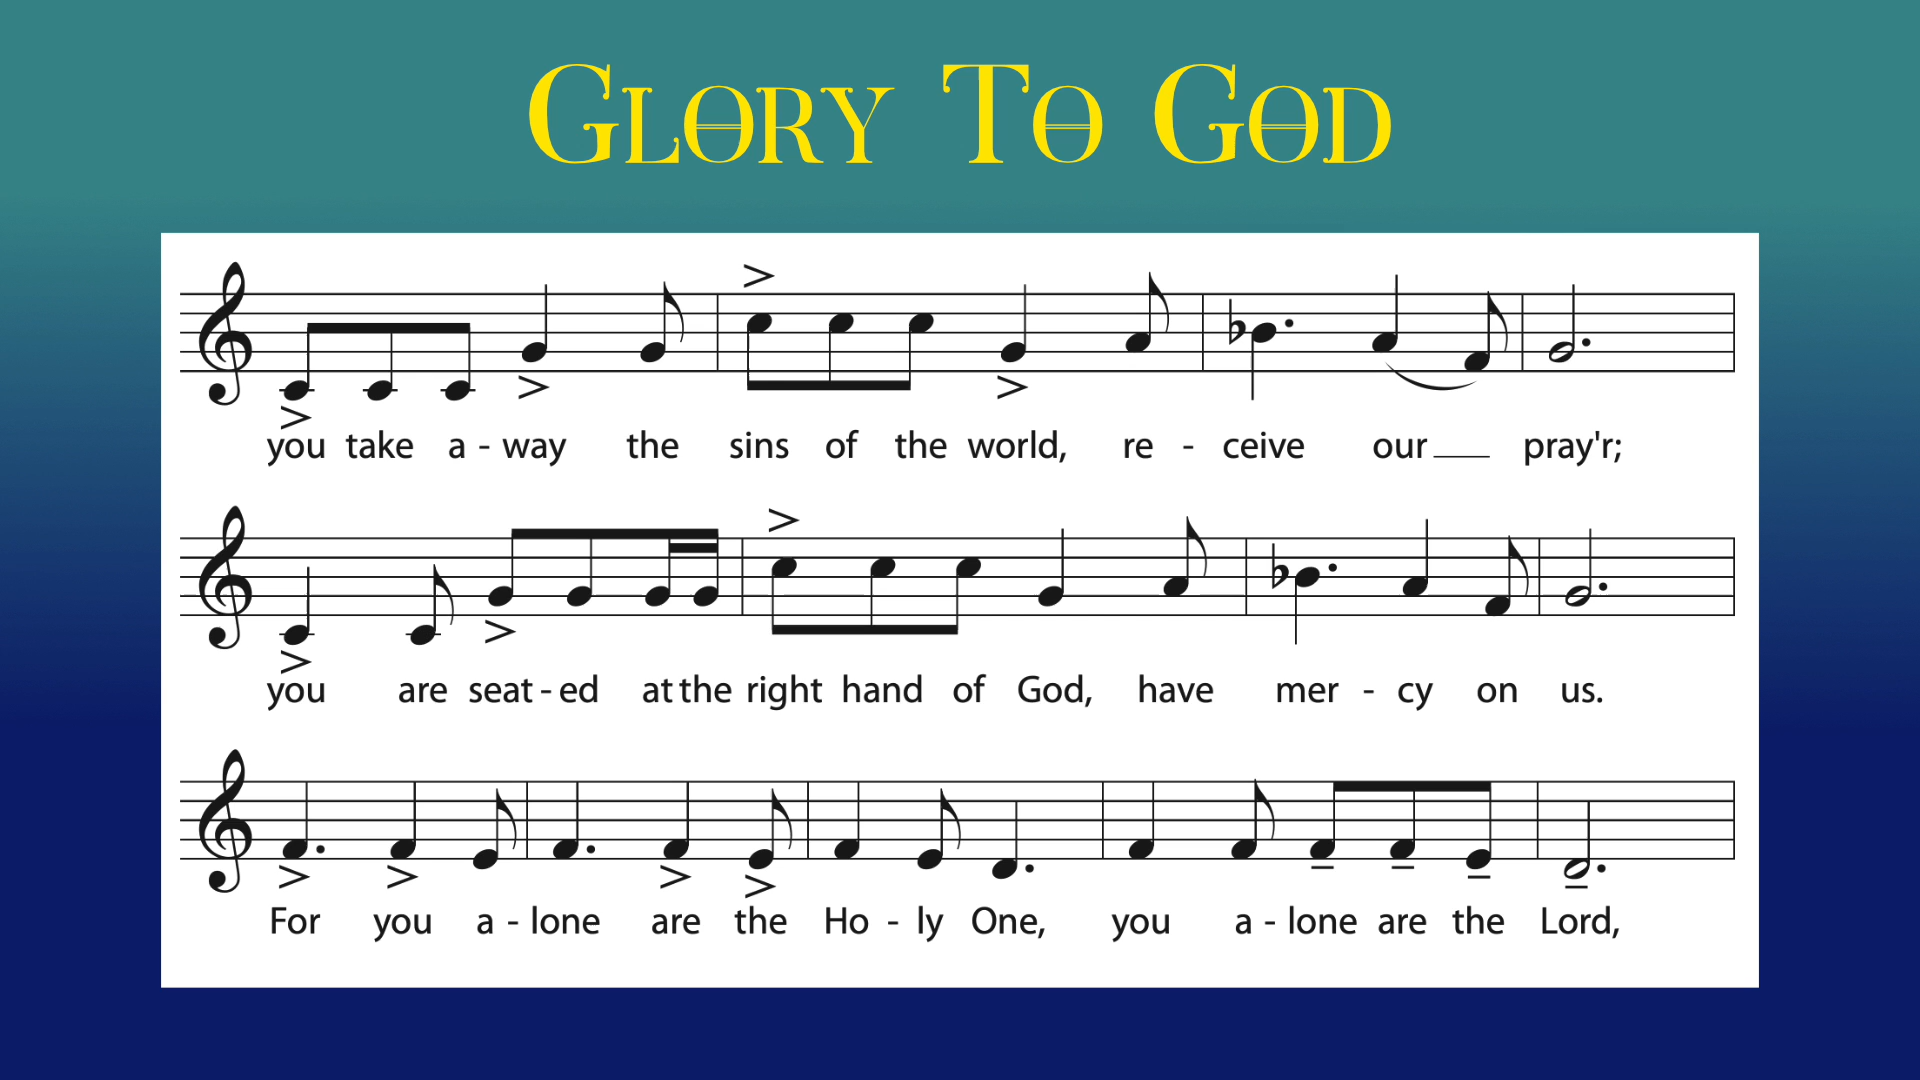 Glory To God
you take a - way the sins of the world, re - ceive our___ pray'r;
you are seat - ed at the right hand of God, have mer - cy on us.
For you a - lone are the Ho - ly One, you a - lone are the Lord,